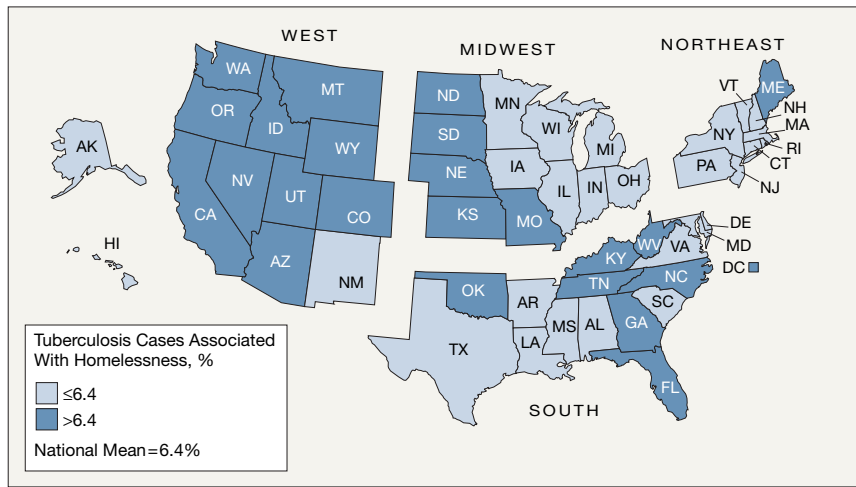 WEST
MIDWEST
NORTHEAST
WA
MT
ND
MN
VT
ME
OR
ID
SD
WI
NY
NH
MA
AK
WY
MI
RI
NE
IA
PA
CT
NV
UT
IL
IN
OH
NJ
CA
CO
KS
MO
DE
HI
WV
VA
MD
KY
AZ
NM
DC
TN
NC
OK
AR
SC
MS
AL
GA
TX
LA
FL
SOUTH
Tuberculosis Cases Associated
With Homelessness, %
≤6.4
>6.4
National Mean=6.4%